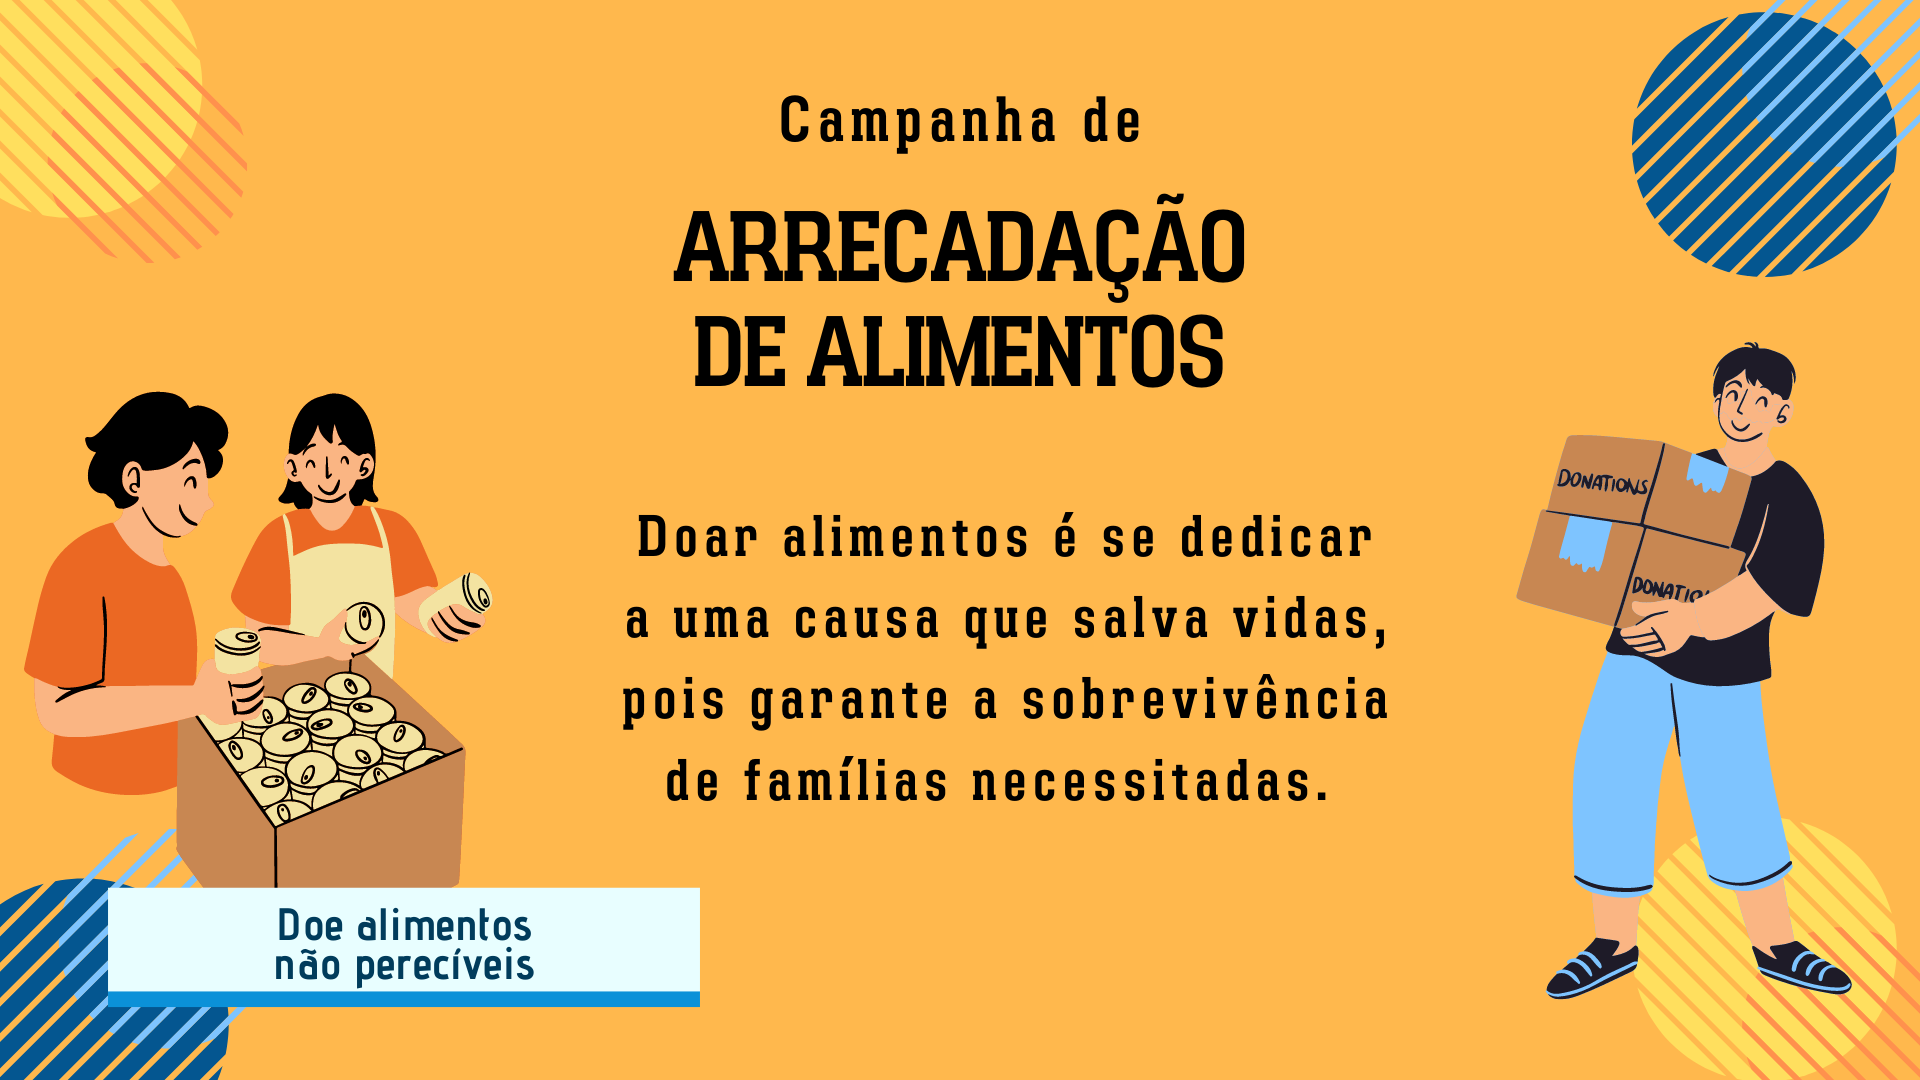 Campanha de
ARRECADAÇÃO
DE ALIMENTOS
Doar alimentos é se dedicar
a uma causa que salva vidas,
pois garante a sobrevivência
de famílias necessitadas.
DONATIONS
Doe alimentos
não perecíveis